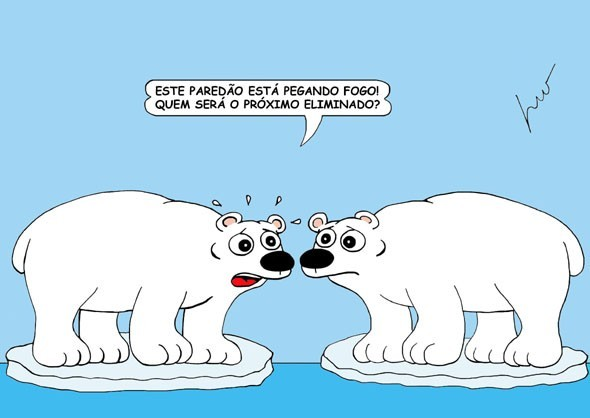 ESTE PAREDÃO ESTÁ PEGANDO FOGO!
QUEM SERÁ O PRÓXIMO ELIMINADO?